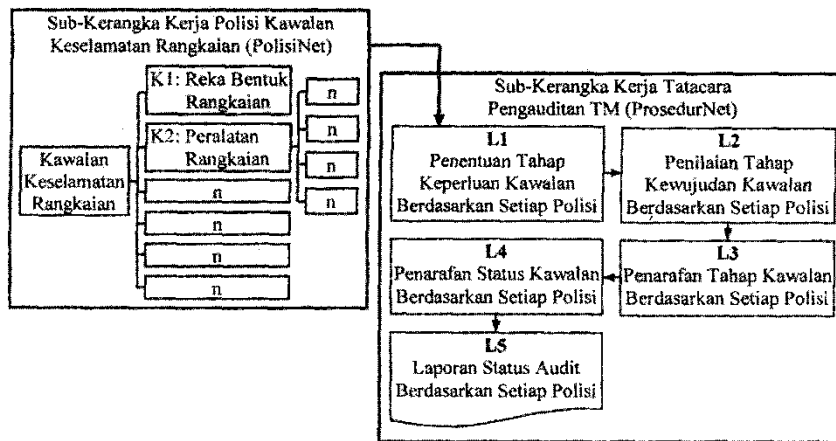 Sub-Kerangka Kerja Polisi Kawalan
Keselamatan Rangkaian (PolisiNet)
K1: Reka Bentuk
Rangkaian
K2: Peralatan
Rangkaian
Kawalan
Keselamatan
Rangkaian
n
n
n
n
n
n
n
n
Sub-Kerangka Kerja Tatacara
Pengauditan TM (ProsedurNet)
L1
Penentuan Tahap
Keperluan Kawalan
Berdasarkan Setiap Polisi
L2
Penilaian Tahap
Kewujudan Kawalan
Berdasarkan Setiap Polisi
L3
Penarafan Tahap Kawalan
Berdasarkan Setiap Polisi
L4
Penarafan Status Kawalan
Berdasarkan Setiap Polisi
L5
Laporan Status Audit
Berdasarkan Setiap Polisi